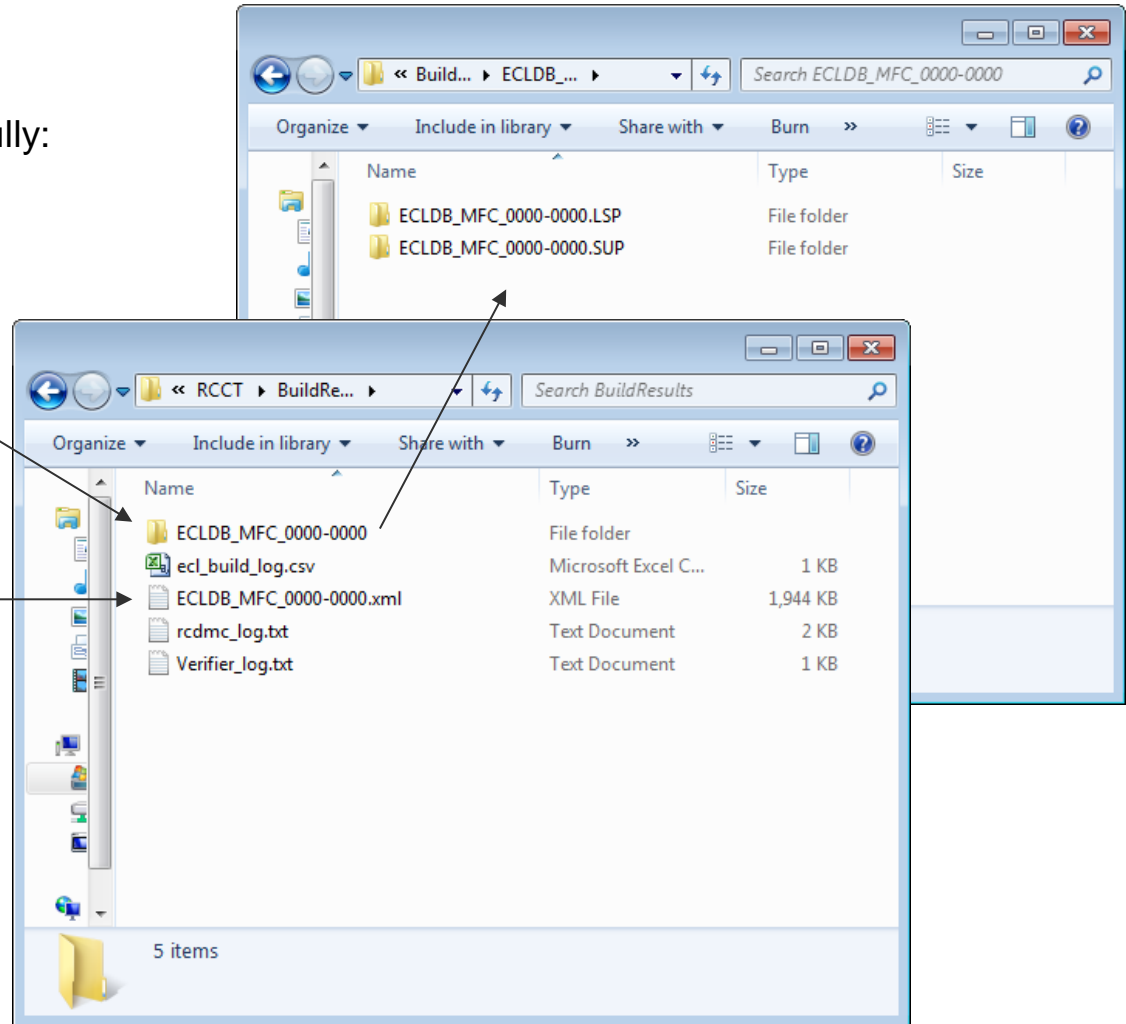 ully:
« Build... ▸ ECLDB_... ▸ Search ECLDB_MFC_0000-0000
Organize Include in library Share with Burn »
Name Type Size
ECLDB_MFC_0000-0000.LSP File folder
ECLDB_MFC_0000-0000.SUP File folder
« RCCT ▸ BuildRe... ▸ Search BuildResults
Organize Include in library Share with Burn »
Name Type Size
ECLDB_MFC_0000-0000 File folder
ecl_build_log.csv Microsoft Excel C... 1 KB
ECLDB_MFC_0000-0000.xml XML File 1,944 KB
rcdmc_log.txt Text Document 2 KB
Verifier_log.txt Text Document 1 KB
5 items